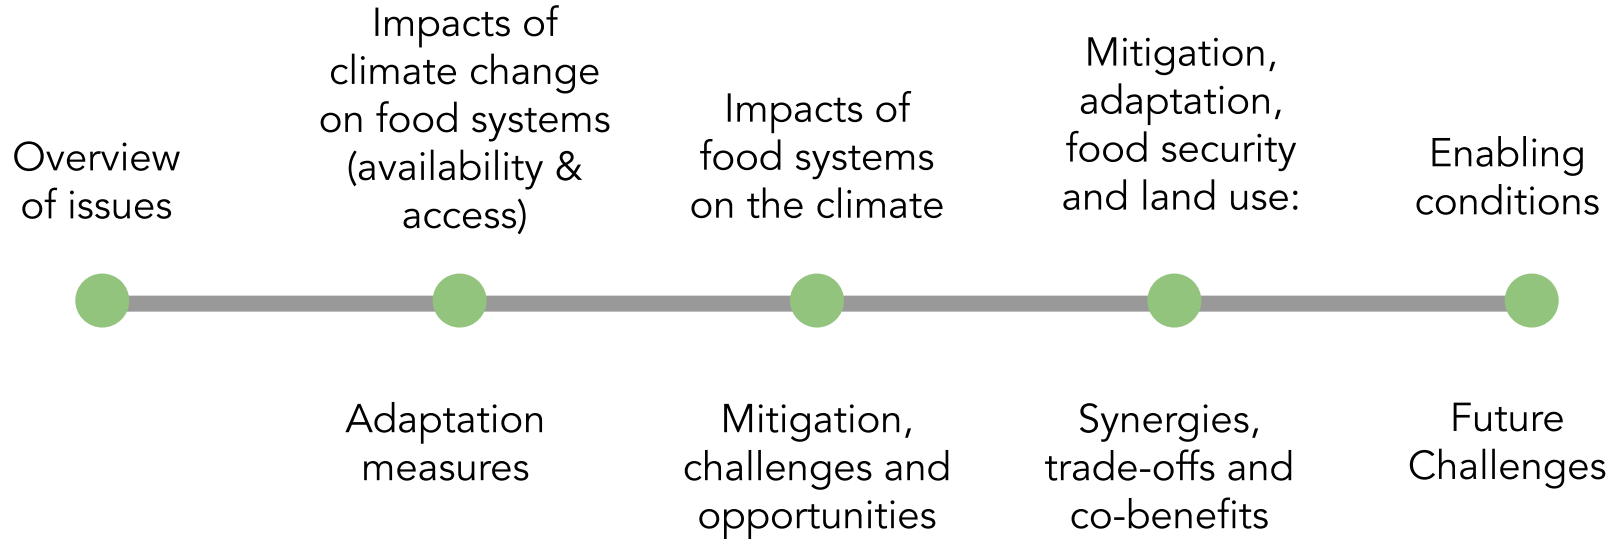 Overview
of issues
Impacts of
climate change
on food systems
(availability &
access)
Impacts of
food systems
on the climate
Mitigation,
adaptation,
food security
and land use:
Enabling
conditions
Adaptation
measures
Mitigation,
challenges and
opportunities
Synergies,
trade-offs and
co-benefits
Future
Challenges